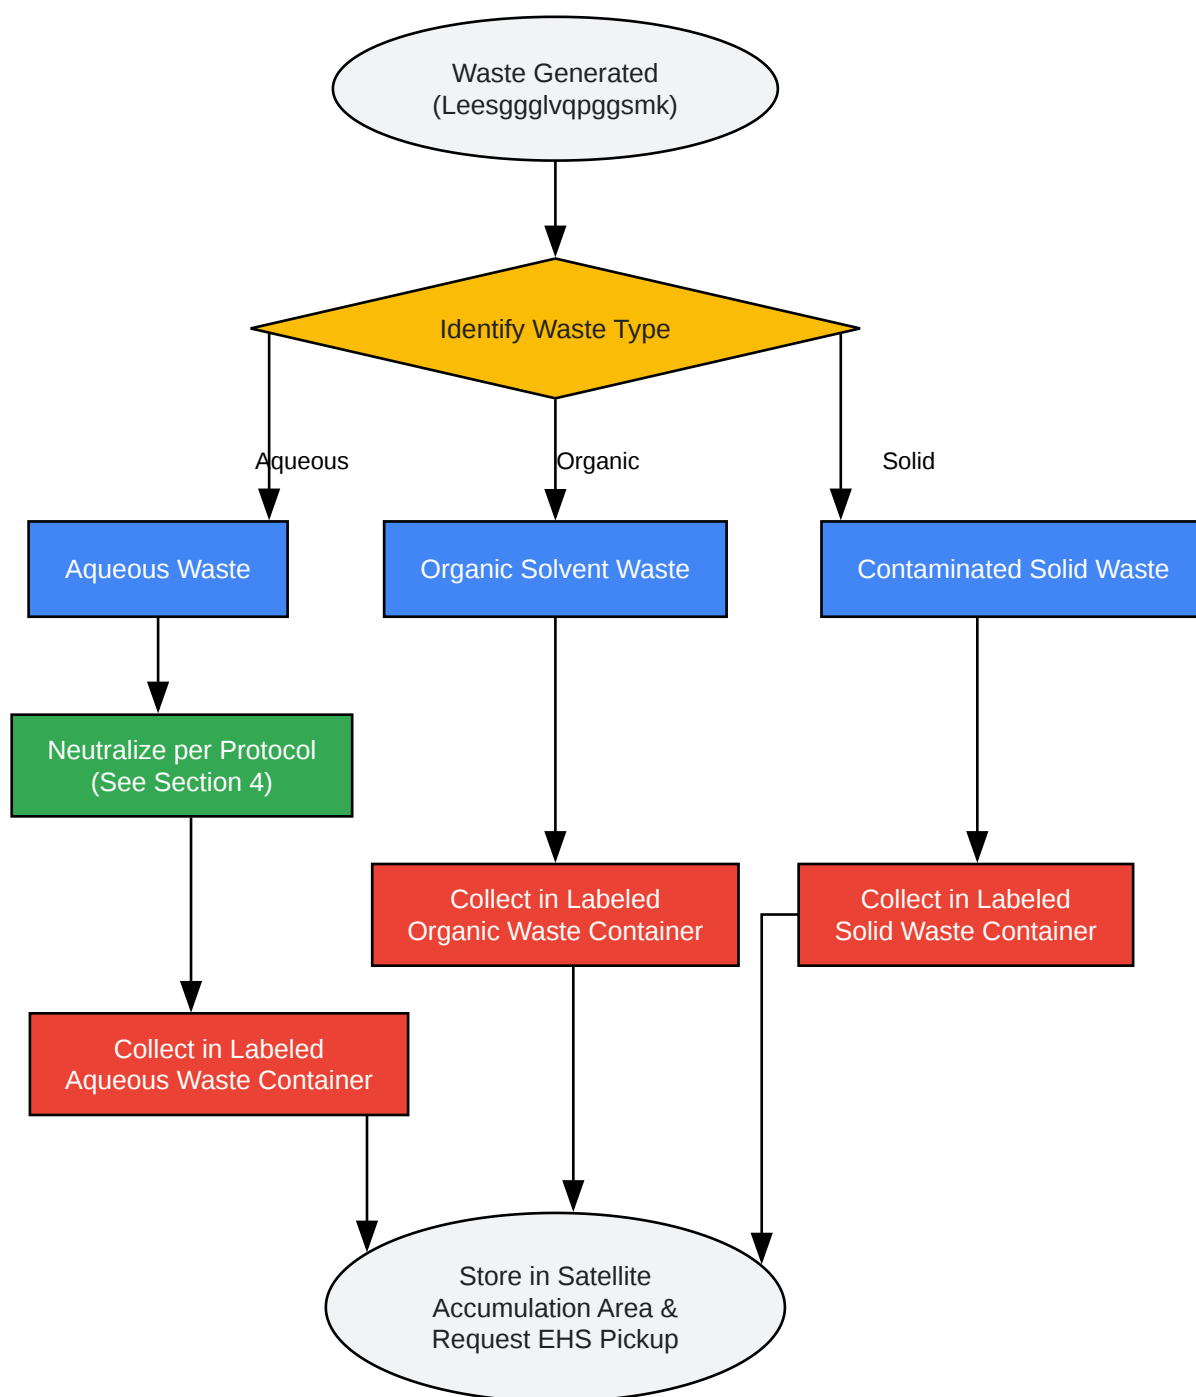 Waste Generated
(Leesggglvqpggsmk)
Identify Waste Type
Aqueous
Organic
Solid
Aqueous Waste
Organic Solvent Waste
Contaminated Solid Waste
Neutralize per Protocol
(See Section 4)
Collect in Labeled
Organic Waste Container
Collect in Labeled
Solid Waste Container
Collect in Labeled
Aqueous Waste Container
Store in Satellite
Accumulation Area &
Request EHS Pickup